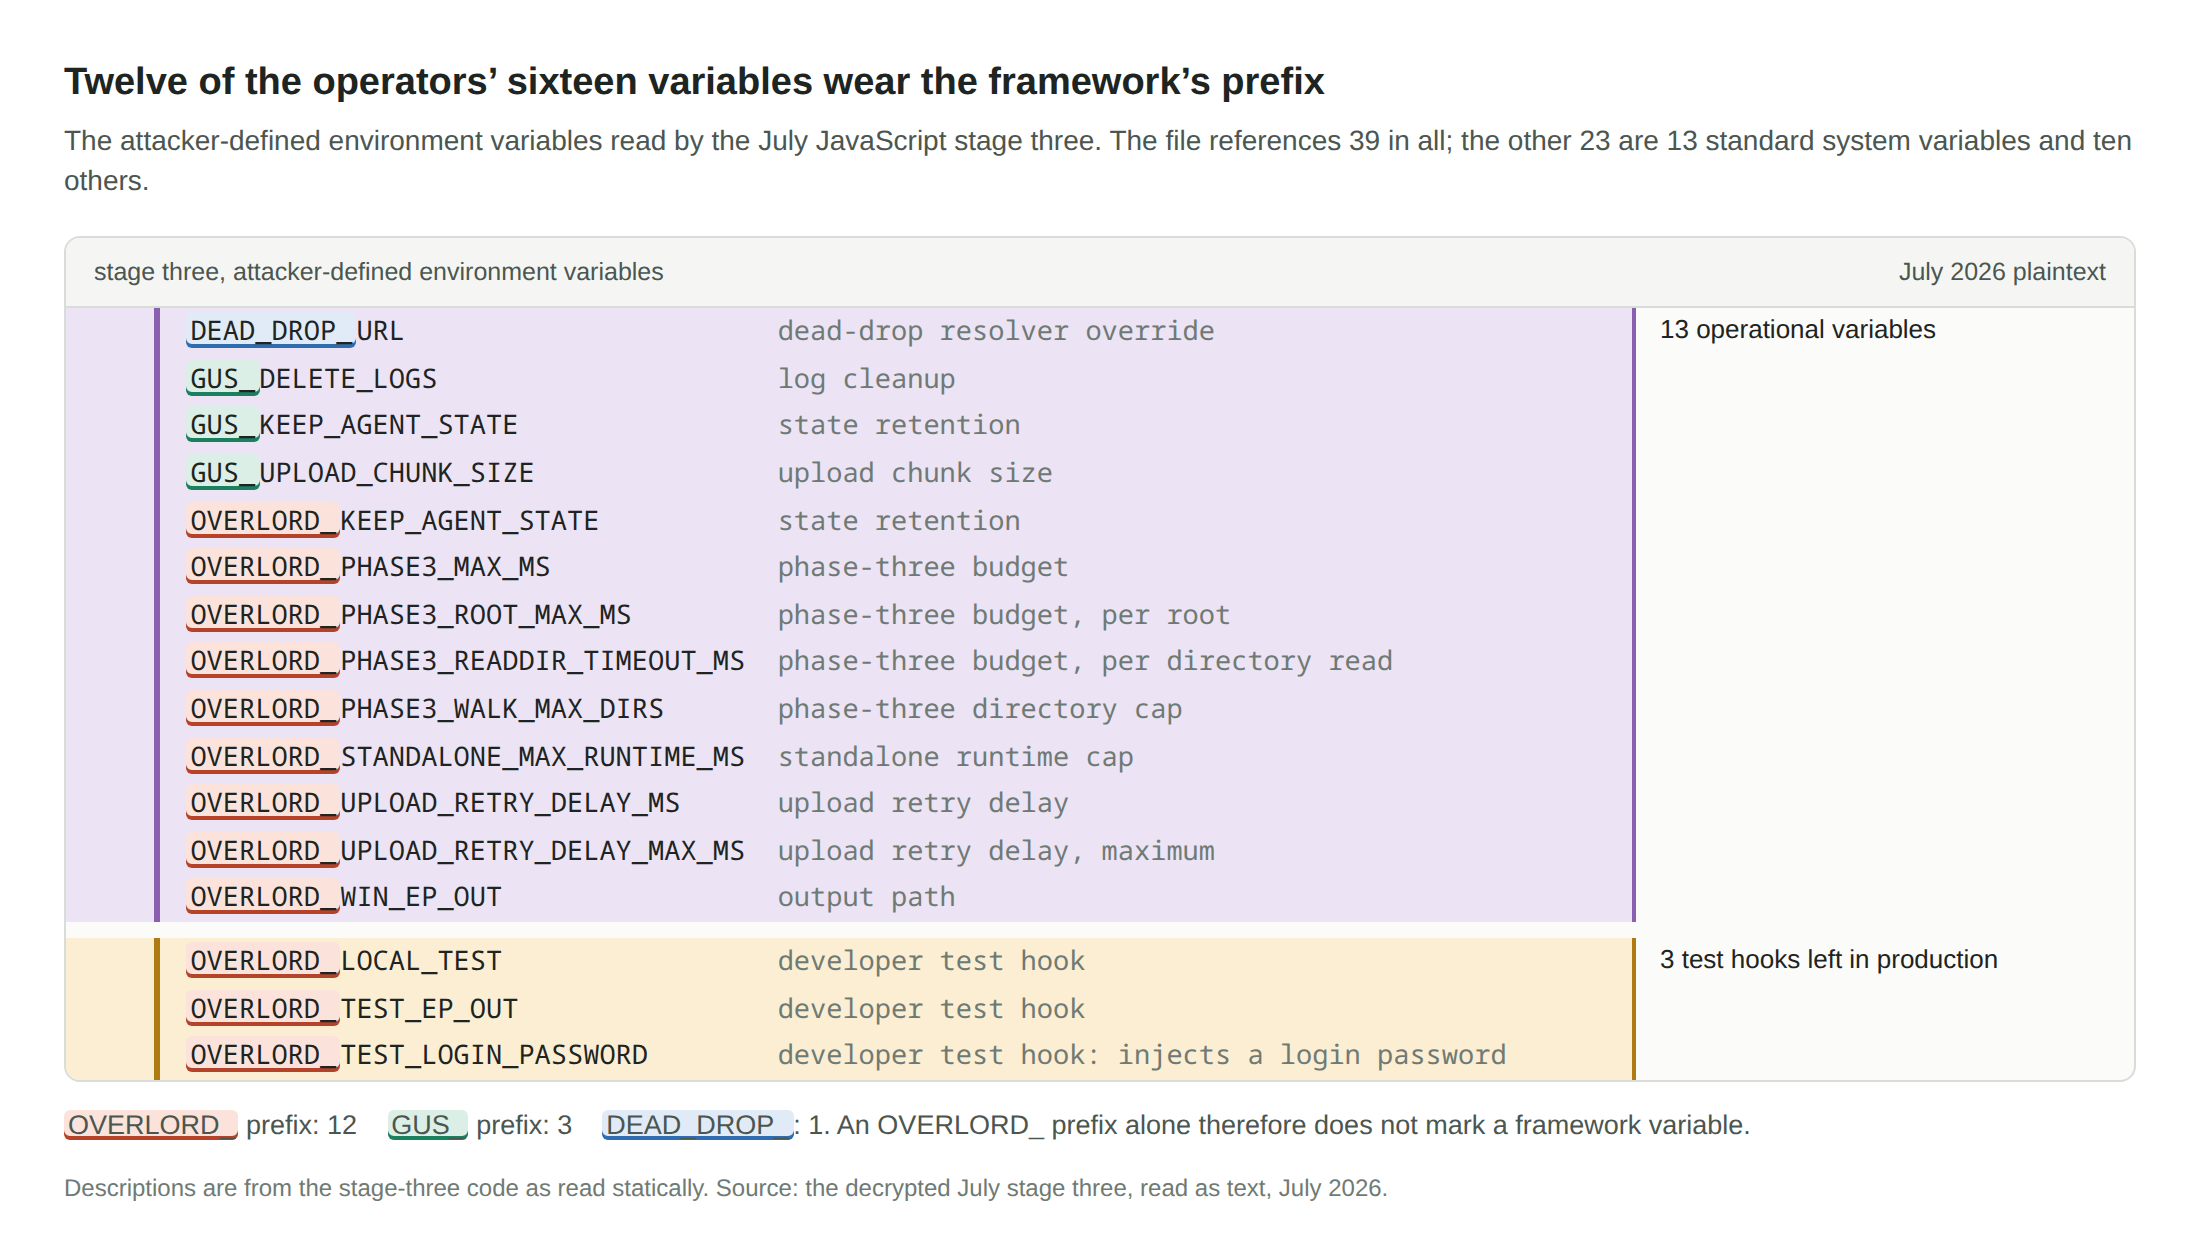 Twelve of the operators’ sixteen variables wear the framework’s prefix
The attacker-defined environment variables read by the July JavaScript stage three. The file references 39 in all; the other 23 are 13 standard system variables and ten
others.
stage three, attacker-defined environment variables July 2026 plaintext
DEAD_DROP_URL dead-drop resolver override 13 operational variables
GUS_DELETE_LOGS log cleanup
GUS_KEEP_AGENT_STATE state retention
GUS_UPLOAD_CHUNK_SIZE upload chunk size
OVERLORD_KEEP_AGENT_STATE state retention
OVERLORD_PHASE3_MAX_MS phase-three budget
OVERLORD_PHASE3_ROOT_MAX_MS phase-three budget, per root
OVERLORD_PHASE3_READDIR_TIMEOUT_MS phase-three budget, per directory read
OVERLORD_PHASE3_WALK_MAX_DIRS phase-three directory cap
OVERLORD_STANDALONE_MAX_RUNTIME_MS standalone runtime cap
OVERLORD_UPLOAD_RETRY_DELAY_MS upload retry delay
OVERLORD_UPLOAD_RETRY_DELAY_MAX_MS upload retry delay, maximum
OVERLORD_WIN_EP_OUT output path
OVERLORD_LOCAL_TEST developer test hook 3 test hooks left in production
OVERLORD_TEST_EP_OUT developer test hook
OVERLORD_TEST_LOGIN_PASSWORD developer test hook: injects a login password
OVERLORD_ prefix: 12 GUS_ prefix: 3 DEAD_DROP_: 1. An OVERLORD_ prefix alone therefore does not mark a framework variable.
Descriptions are from the stage-three code as read statically. Source: the decrypted July stage three, read as text, July 2026.